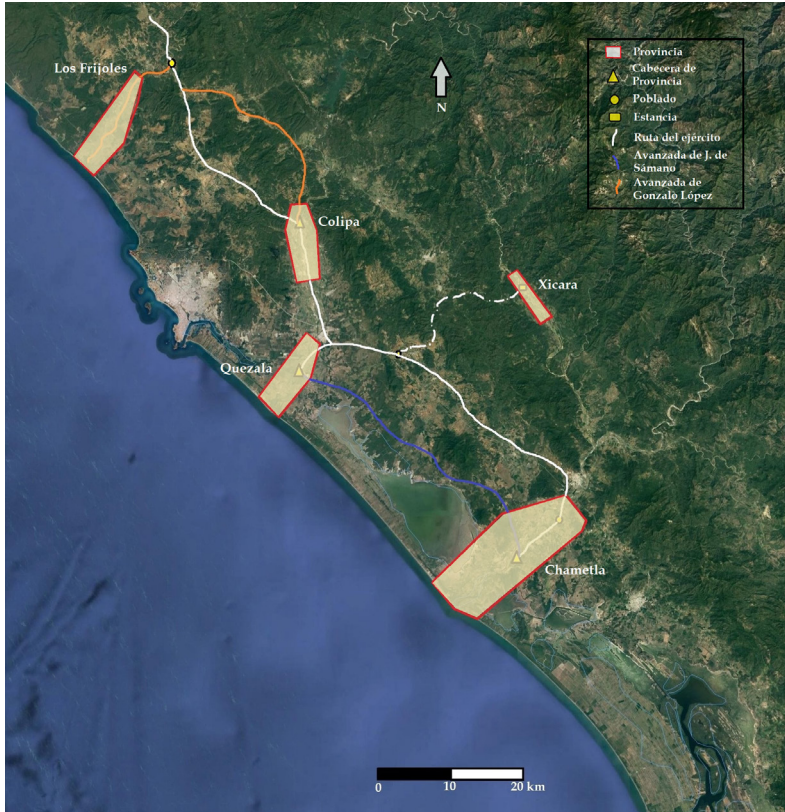 Los Frijoles
N
Provincia
Cabecera de
Provincia
Poblado
Estancia
Ruta del ejército
Avanzada de J. de
Sámano
Avanzada de
Gonzalo López
Colipa
Xicara
Quezala
Chametla
0
10
20 km